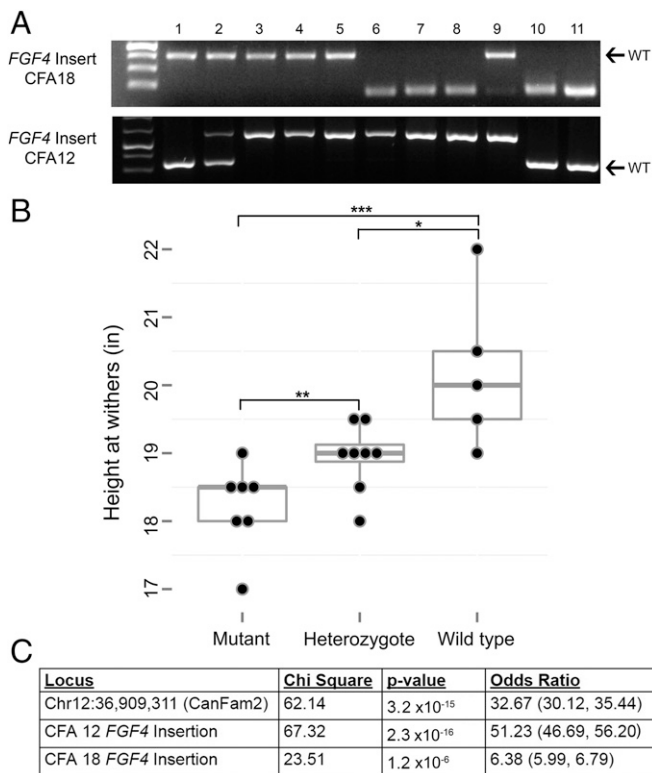 A
1 2 3 4 5 6 7 8 9 10 11
FGF4 Insert
CFA18
WT
FGF4 Insert
CFA12
WT
B
***
*
**
22
21
20
19
18
17
Height at withers (in)
Mutant Heterozygote Wild type
C
Locus Chi Square p-value Odds Ratio
Chr12:36,909,311 (CanFam2) 62.14 3.2 x10⁻¹⁵ 32.67 (30.12, 35.44)
CFA 12 FGF4 Insertion 67.32 2.3 x10⁻¹⁶ 51.23 (46.69, 56.20)
CFA 18 FGF4 Insertion 23.51 1.2 x10⁻⁶ 6.38 (5.99, 6.79)